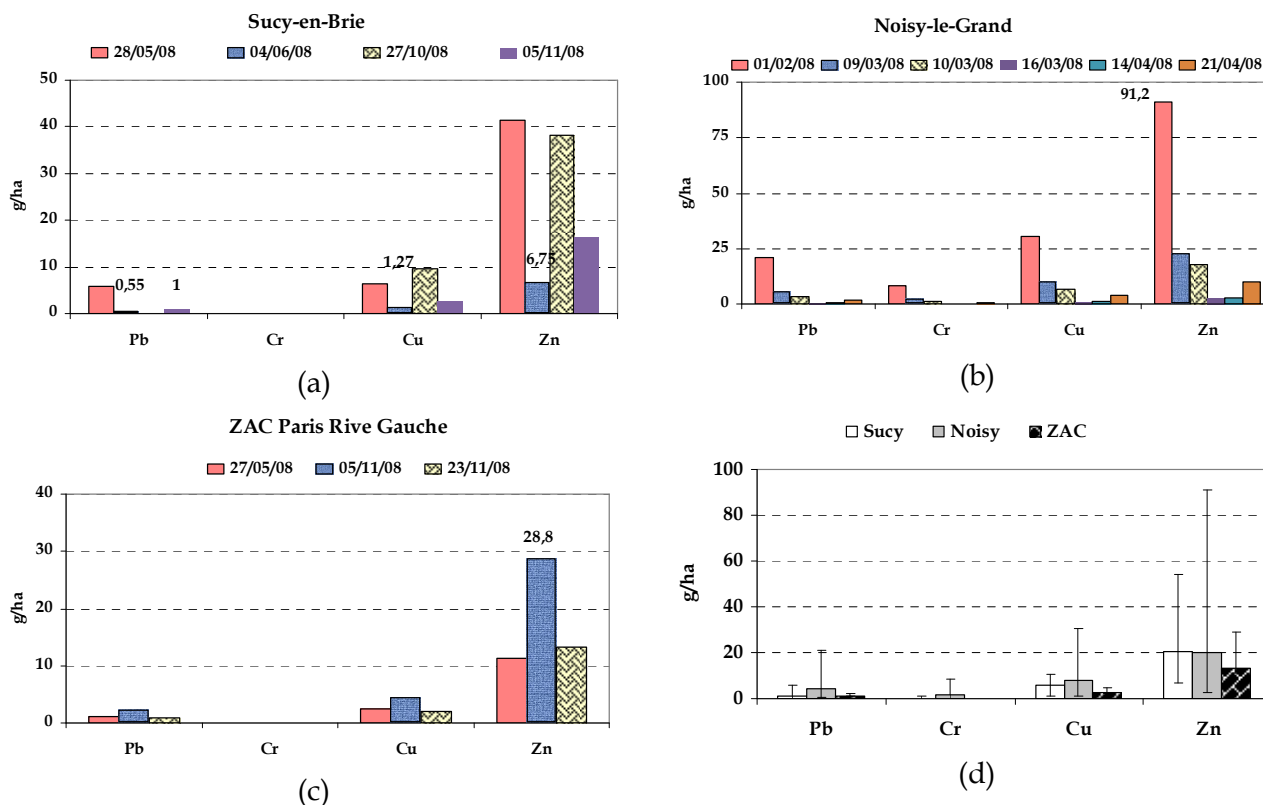 Sucy-en-Brie
28/05/08 04/06/08 27/10/08 05/11/08
50
40
30
20
10
0
g/ha
0,55
1
1,27
6,75
Pb Cr Cu Zn
(a)
Noisy-le-Grand
01/02/08 09/03/08 10/03/08 16/03/08 14/04/08 21/04/08
100
75
50
25
0
g/ha
91,2
Pb Cr Cu Zn
(b)
ZAC Paris Rive Gauche
27/05/08 05/11/08 23/11/08
40
30
20
10
0
g/ha
28,8
Pb Cr Cu Zn
(c)
Sucy Noisy ZAC
100
80
60
40
20
0
g/ha
Pb Cr Cu Zn
(d)